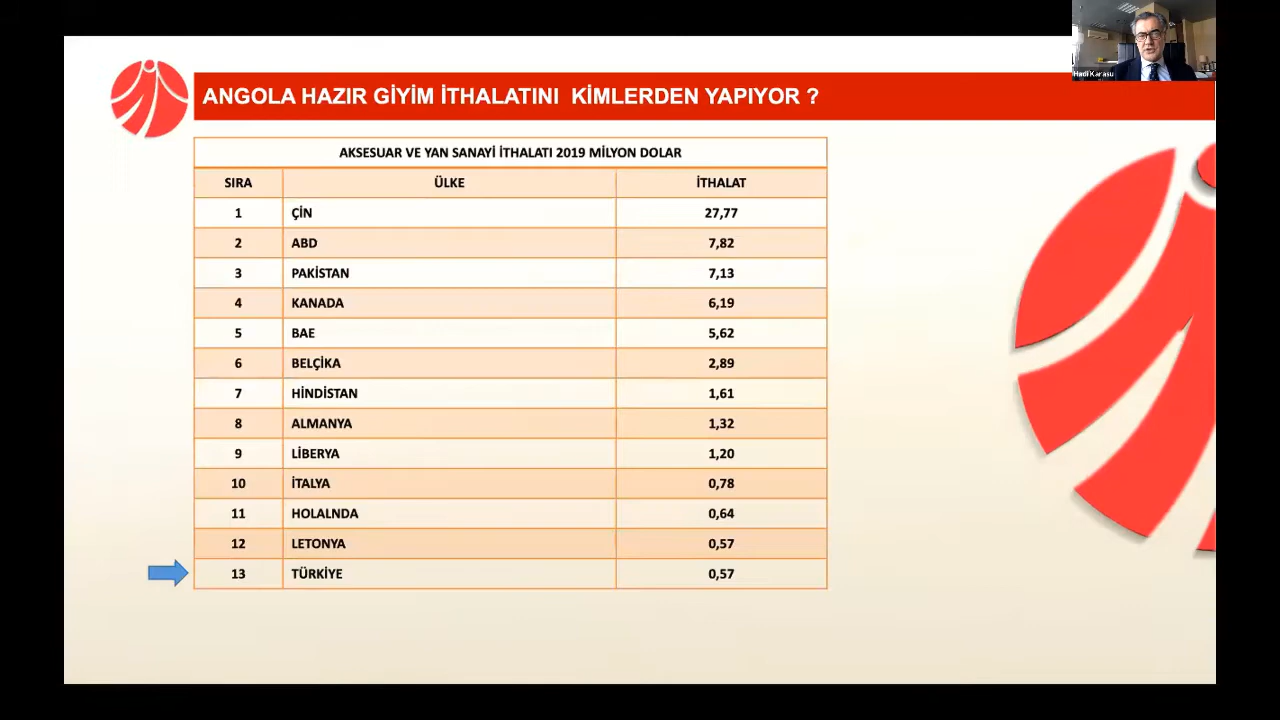 Hadi Karasu
ANGOLA HAZIR GİYİM İTHALATINI KİMLERDEN YAPIYOR ?
AKSESUAR VE YAN SANAYİ İTHALATI 2019 MİLYON DOLAR
SIRA ÜLKE İTHALAT
1 ÇİN 27,77
2 ABD 7,82
3 PAKİSTAN 7,13
4 KANADA 6,19
5 BAE 5,62
6 BELÇİKA 2,89
7 HİNDİSTAN 1,61
8 ALMANYA 1,32
9 LİBERYA 1,20
10 İTALYA 0,78
11 HOLALNDA 0,64
12 LETONYA 0,57
13 TÜRKİYE 0,57